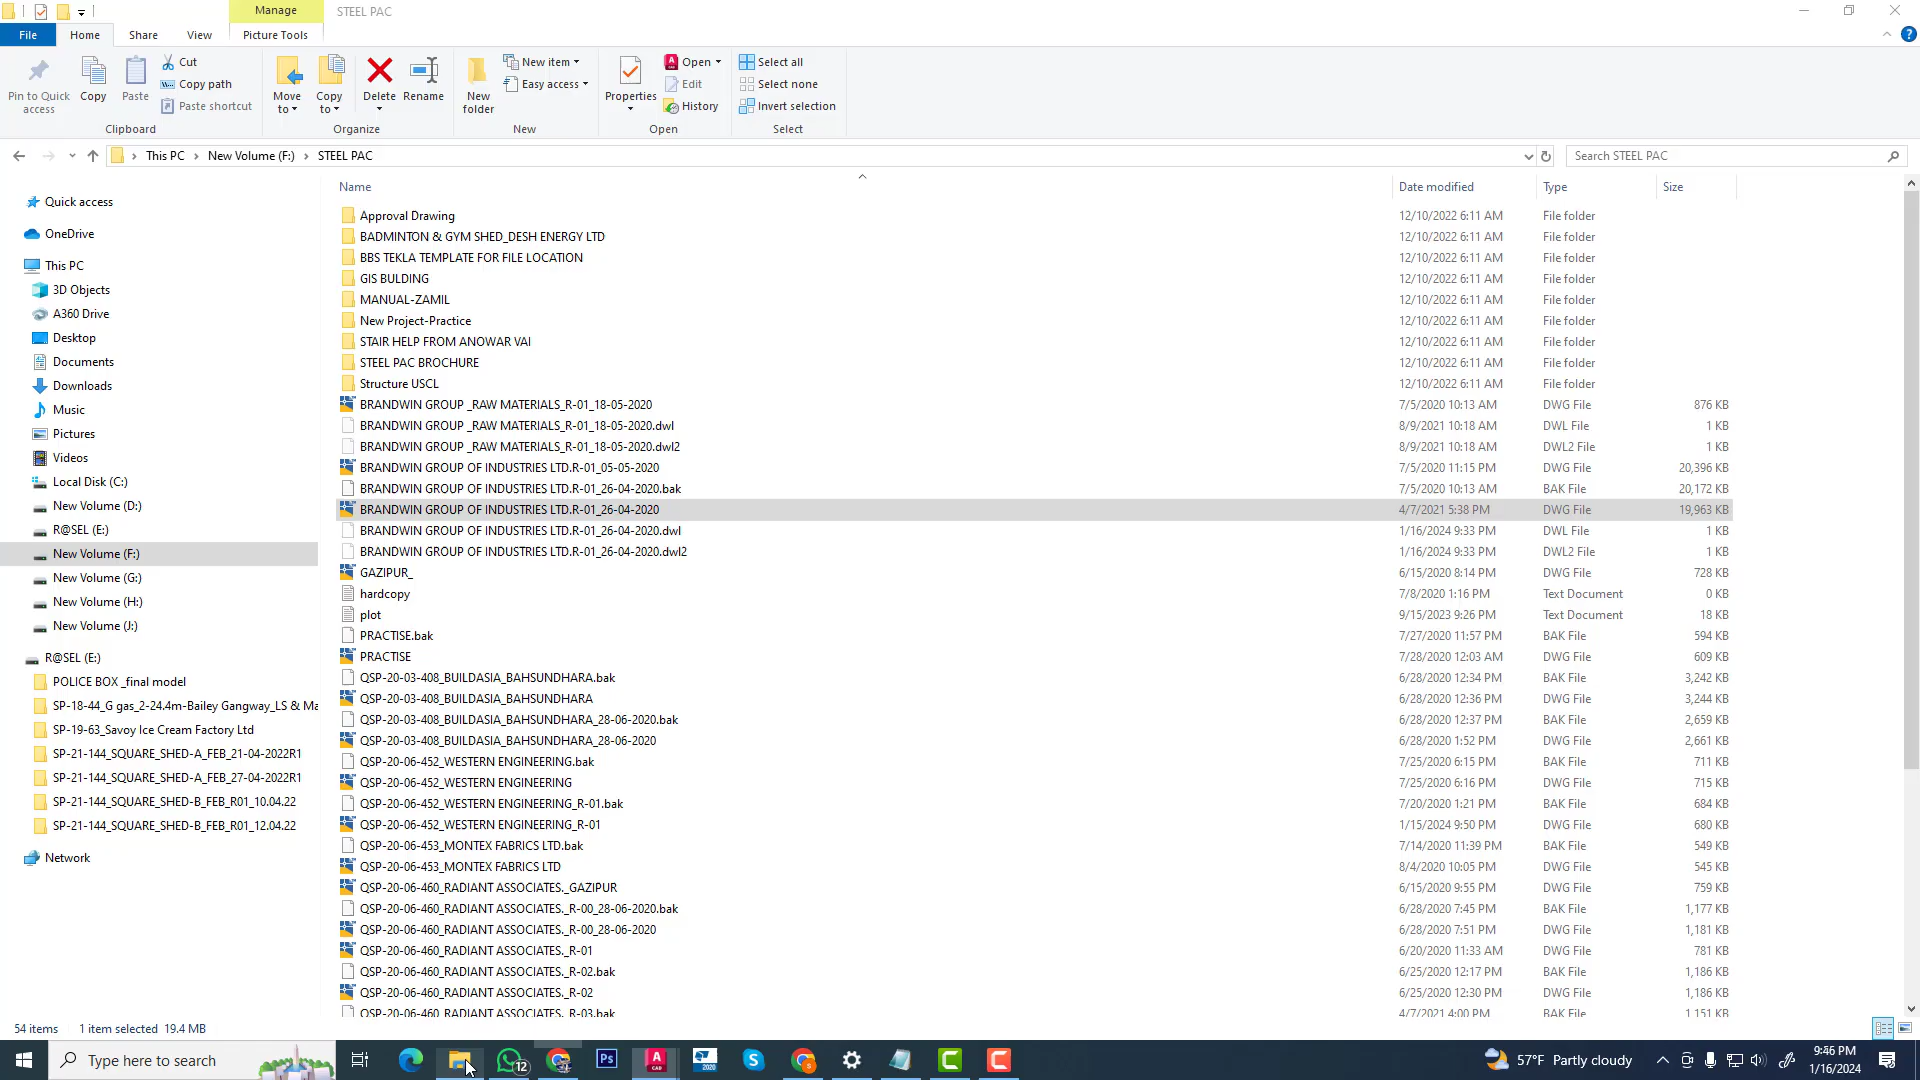 Manage
STEEL PAC
File
Home
Share
View
Picture Tools
Pin to Quick access
Copy
Paste
Cut
Copy path
Paste shortcut
Clipboard
Move to
Copy to
Delete
Rename
Organize
New folder
New item
Easy access
New
Properties
Open
Edit
History
Open
Select all
Select none
Invert selection
Select
This PC
New Volume (F:)
STEEL PAC
Search STEEL PAC
Quick access
OneDrive
This PC
3D Objects
A360 Drive
Desktop
Documents
Downloads
Music
Pictures
Videos
Local Disk (C:)
New Volume (D:)
R@SEL (E:)
New Volume (F:)
New Volume (G:)
New Volume (H:)
New Volume (J:)
R@SEL (E:)
POLICE BOX _final model
SP-18-44_G gas_2-24.4m-Bailey Gangway_LS & Ma
SP-19-63_Savoy Ice Cream Factory Ltd
SP-21-144_SQUARE_SHED-A_FEB_21-04-2022R1
SP-21-144_SQUARE_SHED-A_FEB_27-04-2022R1
SP-21-144_SQUARE_SHED-B_FEB_R01_10.04.22
SP-21-144_SQUARE_SHED-B_FEB_R01_12.04.22
Network
Name Date modified Type Size
Approval Drawing 12/10/2022 6:11 AM File folder
BADMINTON & GYM SHED_DESH ENERGY LTD 12/10/2022 6:11 AM File folder
BBS TEKLA TEMPLATE FOR FILE LOCATION 12/10/2022 6:11 AM File folder
GIS BULDING 12/10/2022 6:11 AM File folder
MANUAL-ZAMIL 12/10/2022 6:11 AM File folder
New Project-Practice 12/10/2022 6:11 AM File folder
STAIR HELP FROM ANOWAR VAI 12/10/2022 6:11 AM File folder
STEEL PAC BROCHURE 12/10/2022 6:11 AM File folder
Structure USCL 12/10/2022 6:11 AM File folder
BRANDWIN GROUP _RAW MATERIALS_R-01_18-05-2020 7/5/2020 10:13 AM DWG File 876 KB
BRANDWIN GROUP _RAW MATERIALS_R-01_18-05-2020.dwl 8/9/2021 10:18 AM DWL File 1 KB
BRANDWIN GROUP _RAW MATERIALS_R-01_18-05-2020.dwl2 8/9/2021 10:18 AM DWL2 File 1 KB
BRANDWIN GROUP OF INDUSTRIES LTD.R-01_05-05-2020 7/5/2020 11:15 PM DWG File 20,396 KB
BRANDWIN GROUP OF INDUSTRIES LTD.R-01_26-04-2020.bak 7/5/2020 10:13 AM BAK File 20,172 KB
BRANDWIN GROUP OF INDUSTRIES LTD.R-01_26-04-2020 4/7/2021 5:38 PM DWG File 19,963 KB
BRANDWIN GROUP OF INDUSTRIES LTD.R-01_26-04-2020.dwl 1/16/2024 9:33 PM DWL File 1 KB
BRANDWIN GROUP OF INDUSTRIES LTD.R-01_26-04-2020.dwl2 1/16/2024 9:33 PM DWL2 File 1 KB
GAZIPUR_ 6/15/2020 8:14 PM DWG File 728 KB
hardcopy 7/8/2020 1:16 PM Text Document 0 KB
plot 9/15/2023 9:26 PM Text Document 18 KB
PRACTISE.bak 7/27/2020 11:57 PM BAK File 594 KB
PRACTISE 7/28/2020 12:03 AM DWG File 609 KB
QSP-20-03-408_BUILDASIA_BAHSUNDHARA.bak 6/28/2020 12:34 PM BAK File 3,242 KB
QSP-20-03-408_BUILDASIA_BAHSUNDHARA 6/28/2020 12:36 PM DWG File 3,244 KB
QSP-20-03-408_BUILDASIA_BAHSUNDHARA_28-06-2020.bak 6/28/2020 12:37 PM BAK File 2,659 KB
QSP-20-03-408_BUILDASIA_BAHSUNDHARA_28-06-2020 6/28/2020 1:52 PM DWG File 2,661 KB
QSP-20-06-452_WESTERN ENGINEERING.bak 7/25/2020 6:15 PM BAK File 711 KB
QSP-20-06-452_WESTERN ENGINEERING 7/25/2020 6:16 PM DWG File 715 KB
QSP-20-06-452_WESTERN ENGINEERING_R-01.bak 7/20/2020 1:21 PM BAK File 684 KB
QSP-20-06-452_WESTERN ENGINEERING_R-01 1/15/2024 9:50 PM DWG File 680 KB
QSP-20-06-453_MONTEX FABRICS LTD.bak 7/14/2020 11:39 PM BAK File 549 KB
QSP-20-06-453_MONTEX FABRICS LTD 8/4/2020 10:05 PM DWG File 545 KB
QSP-20-06-460_RADIANT ASSOCIATES._GAZIPUR 6/15/2020 9:55 PM DWG File 759 KB
QSP-20-06-460_RADIANT ASSOCIATES._R-00_28-06-2020.bak 6/28/2020 7:45 PM BAK File 1,177 KB
QSP-20-06-460_RADIANT ASSOCIATES._R-00_28-06-2020 6/28/2020 7:51 PM DWG File 1,181 KB
QSP-20-06-460_RADIANT ASSOCIATES._R-01 6/20/2020 11:33 AM DWG File 781 KB
QSP-20-06-460_RADIANT ASSOCIATES._R-02.bak 6/25/2020 12:17 PM BAK File 1,186 KB
QSP-20-06-460_RADIANT ASSOCIATES._R-02 6/25/2020 12:30 PM DWG File 1,186 KB
QSP-20-06-460_RADIANT ASSOCIATES._R-03.bak 4/7/2021 4:00 PM BAK File 1,151 KB
54 items 1 item selected 19.4 MB
Type here to search
12
Ps
A
CAD
2020
57°F Partly cloudy
9:46 PM
1/16/2024